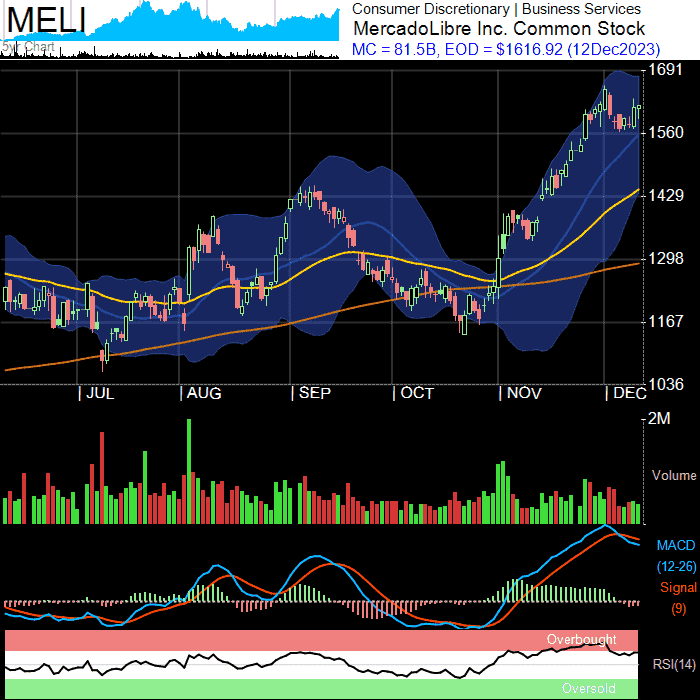 MELI
5yr Chart
Consumer Discretionary | Business Services
MercadoLibre Inc. Common Stock
MC = 81.5B, EOD = $1616.92 (12Dec2023)
1691
1560
1429
1298
1167
1036
JUL
AUG
SEP
OCT
NOV
DEC
2M
Volume
MACD
(12-26)
Signal
(9)
Overbought
RSI(14)
Oversold